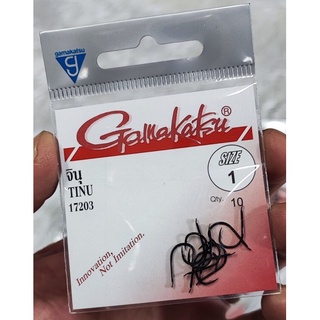 gamakatsu
G
Gamakatsu®
SIZE
1
จินุ
TINU
17203
Qty. 10
Innovation,
Not Imitation.